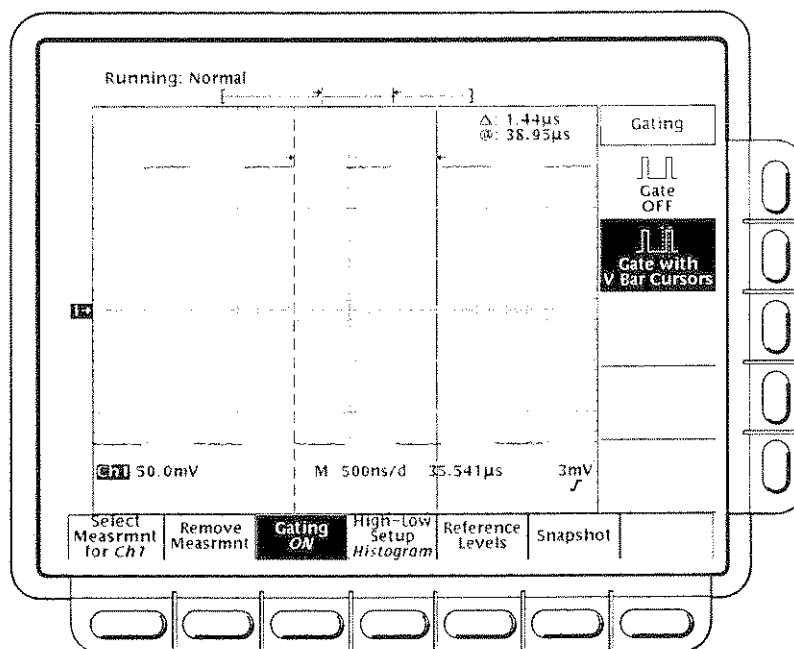 Running: Normal
Δ: 1.44µs
@: 38.95µs
Gating
Gate
OFF
Gate with
V Bar Cursors
1
Ch1 50.0mV M 500ns/d 35.541µs 3mV
Select
Measrmnt
for Ch1
Remove
Measrmnt
Gating
ON
High-Low
Setup
Histogram
Reference
Levels
Snapshot